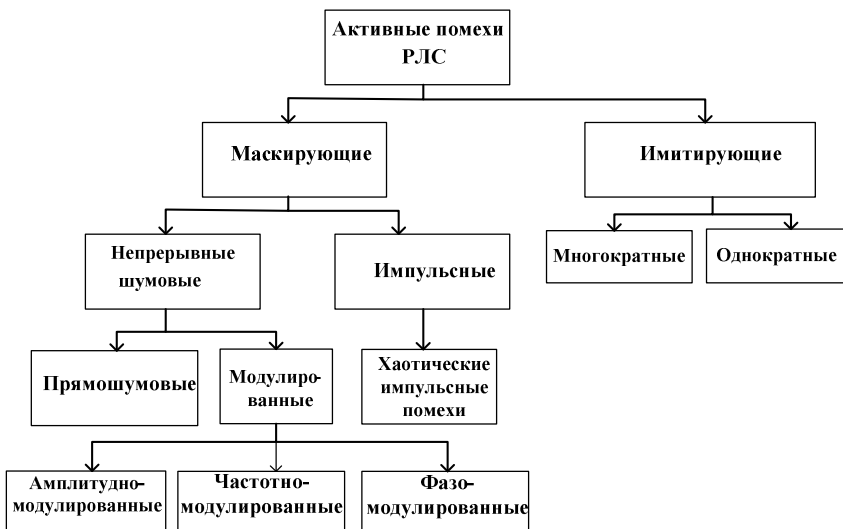 Активные помехи
РЛС
Маскирующие
Имитирующие
Непрерывные
шумовые
Импульсные
Многократные
Однократные
Прямошумовые
Модулиро-
ванные
Хаотические
импульсные
помехи
Амплитудно-
модулированные
Частотно-
модулированные
Фазо-
модулированные